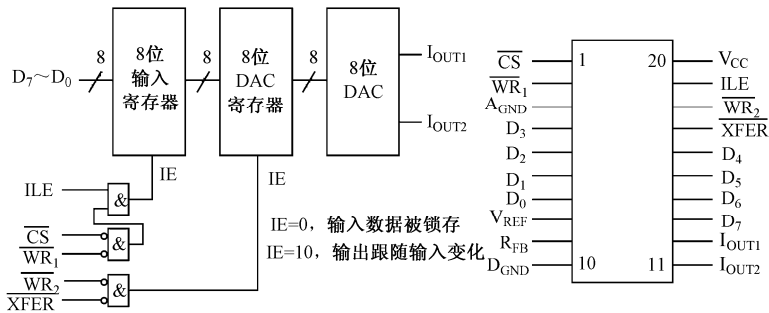 D7～D0
8
8位
输入
寄存器
8
8位
DAC
寄存器
8
8位
DAC
IOUT1
IOUT2
IE
IE
ILE
&
CS
WR1
&
WR2
XFER
&
IE=0，输入数据被锁存
IE=10，输出跟随输入变化
CS
WR1
AGND
D3
D2
D1
D0
VREF
RFB
DGND
1
10
20
11
VCC
ILE
WR2
XFER
D4
D5
D6
D7
IOUT1
IOUT2